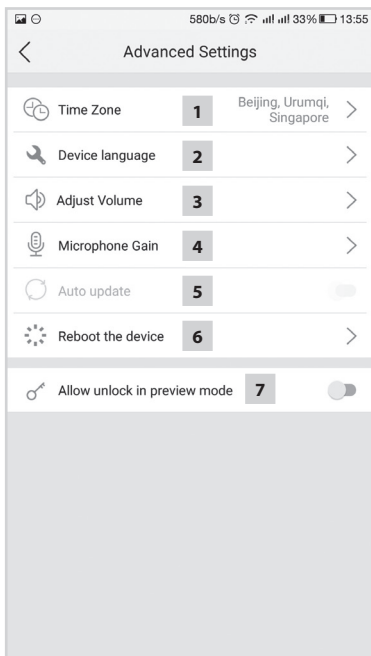 580b/s 33% 13:55
Advanced Settings
Time Zone 1 Beijing, Urumqi,
Singapore
Device language 2
Adjust Volume 3
Microphone Gain 4
Auto update 5
Reboot the device 6
Allow unlock in preview mode 7